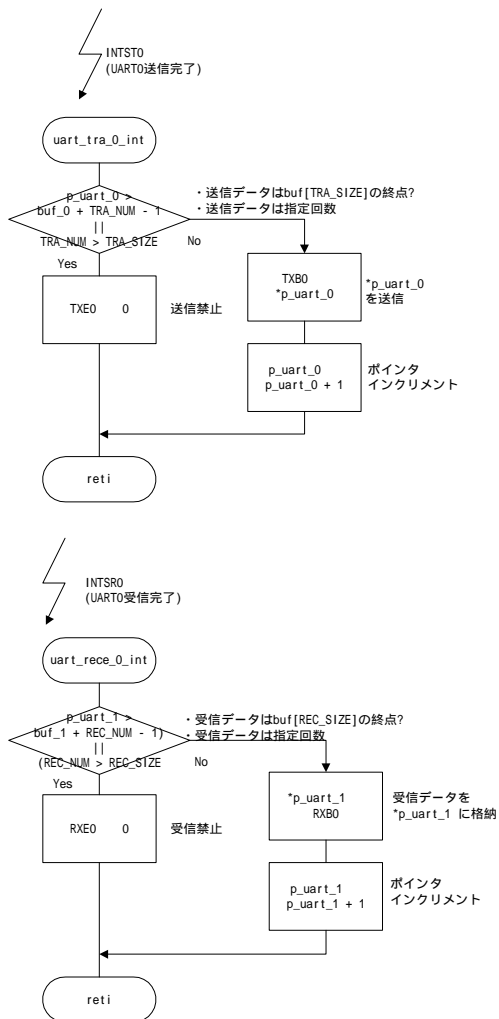 INTST0
(UART0送信完了)
uart_tra_0_int
p_uart_0 >
buf_0 + TRA_NUM - 1
||
TRA_NUM > TRA_SIZE
・送信データはbuf[TRA_SIZE]の終点?
・送信データは指定回数
No
Yes
TXE0 0
送信禁止
TXB0
*p_uart_0
*p_uart_0
を送信
p_uart_0
p_uart_0 + 1
ポインタ
インクリメント
reti
INTSR0
(UART0受信完了)
uart_rece_0_int
p_uart_1 >
buf_1 + REC_NUM - 1)
||
(REC_NUM > REC_SIZE
・受信データはbuf[REC_SIZE]の終点?
・受信データは指定回数
No
Yes
RXE0 0
受信禁止
*p_uart_1
RXB0
受信データを
*p_uart_1 に格納
p_uart_1
p_uart_1 + 1
ポインタ
インクリメント
reti